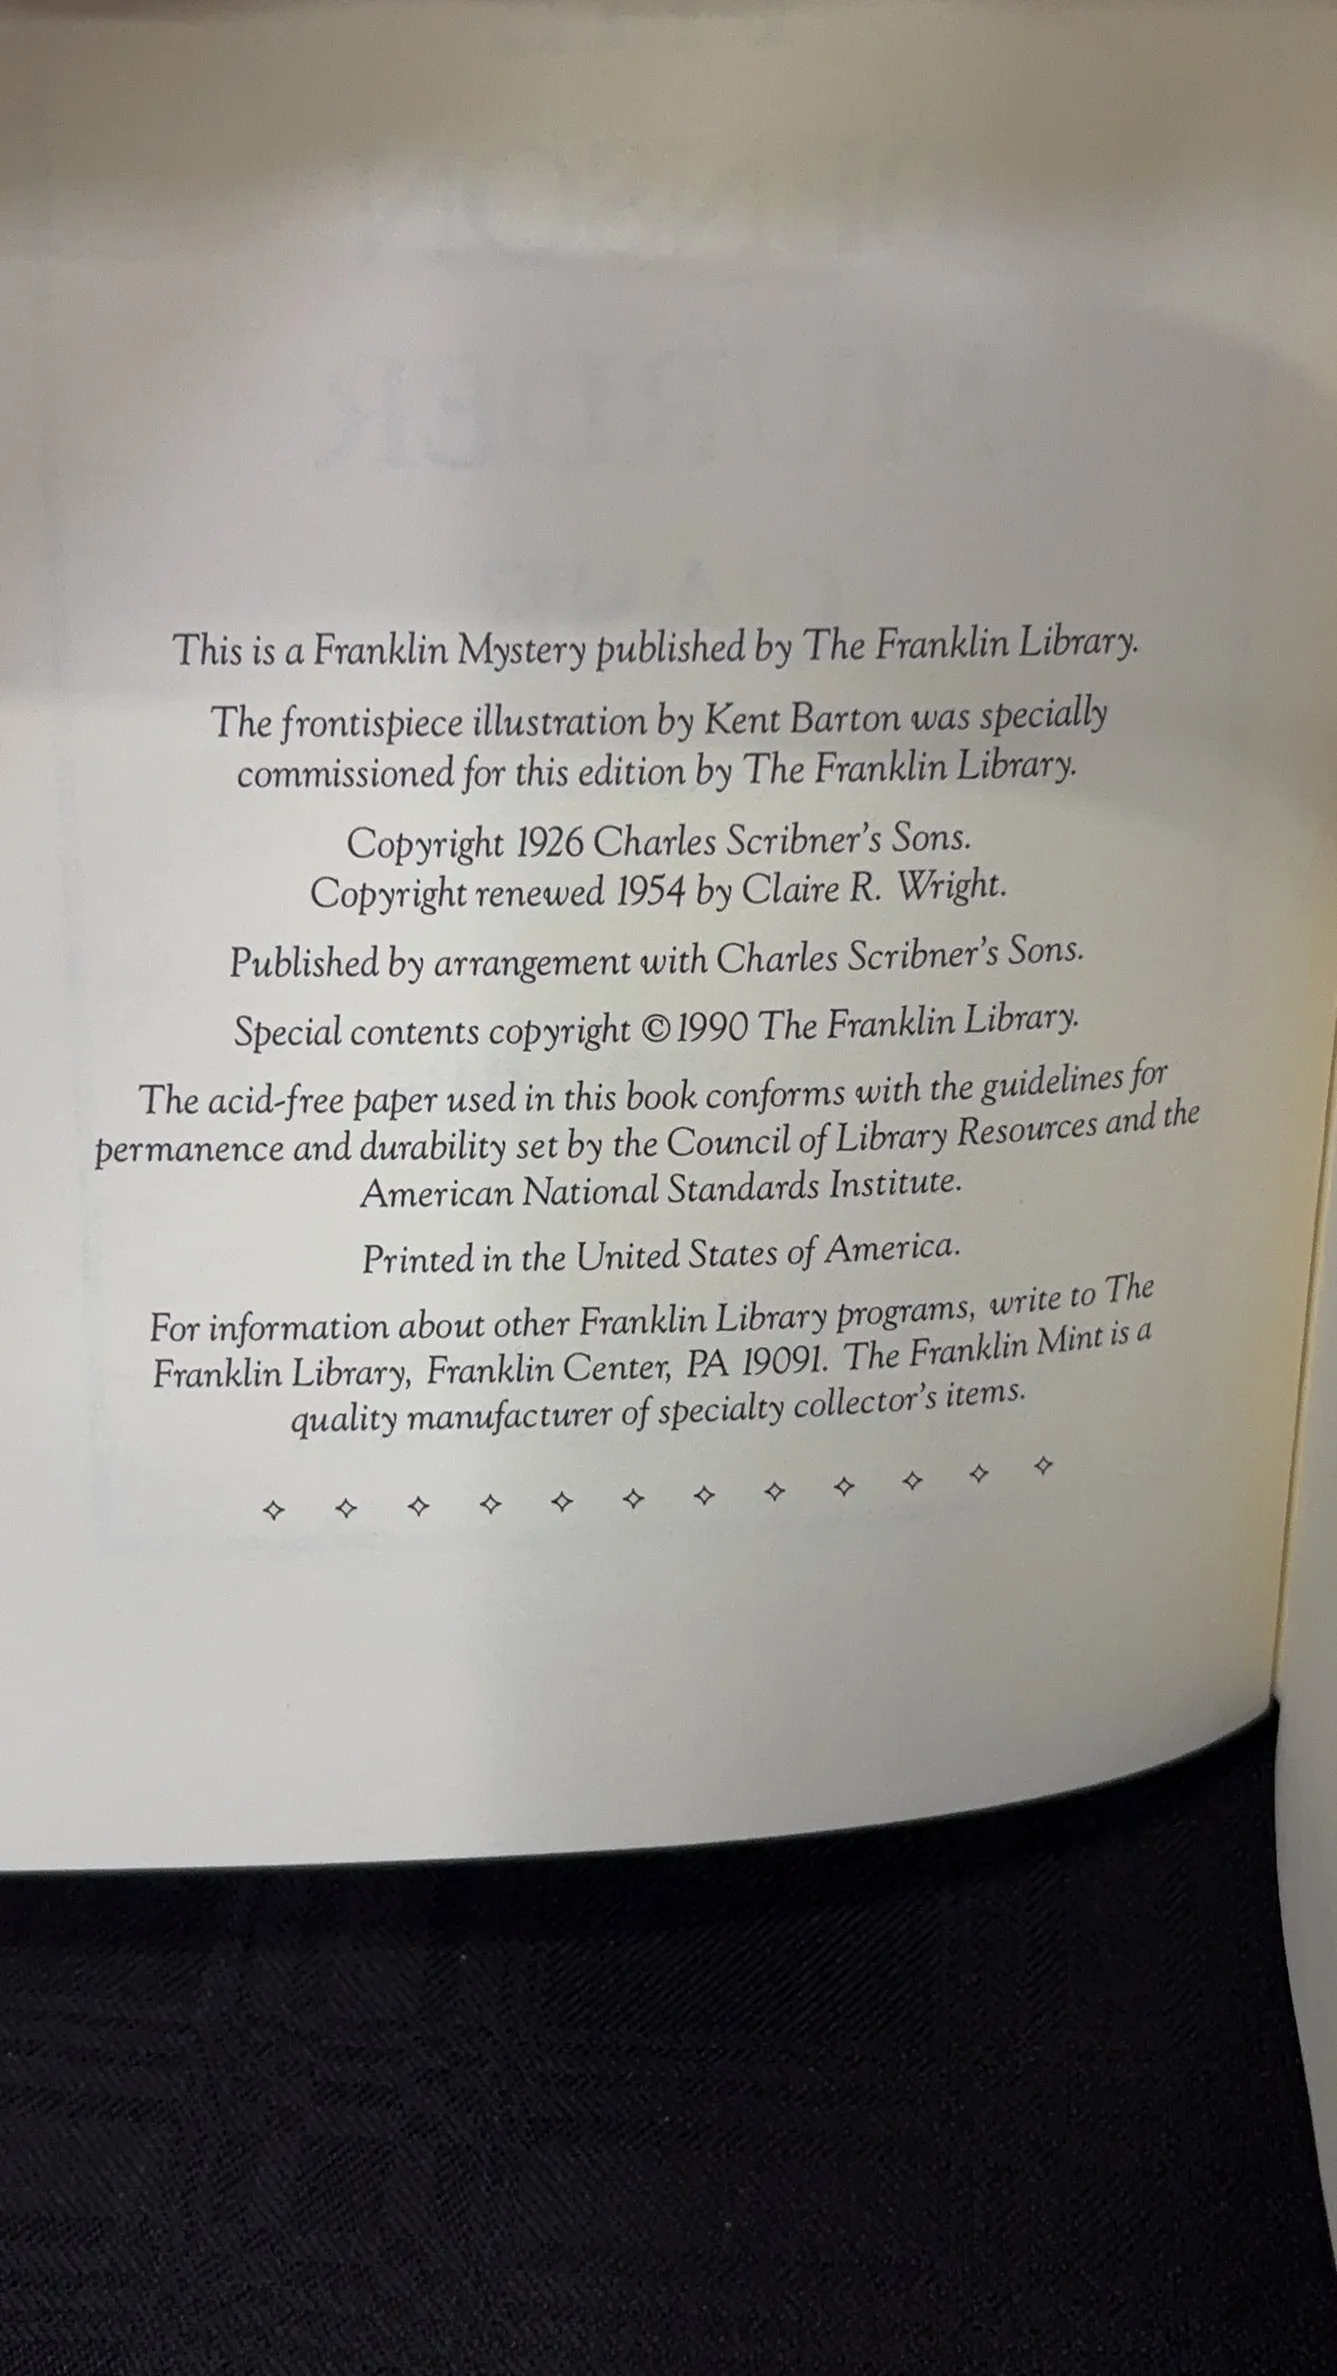 This is a Franklin Mystery published by The Franklin Library.
The frontispiece illustration by Kent Barton was specially
commissioned for this edition by The Franklin Library.
Copyright 1926 Charles Scribner's Sons.
Copyright renewed 1954 by Claire R. Wright.
Published by arrangement with Charles Scribner's Sons.
Special contents copyright ©1990 The Franklin Library.
The acid-free paper used in this book conforms with the guidelines for
permanence and durability set by the Council of Library Resources and the
American National Standards Institute.
Printed in the United States of America.
For information about other Franklin Library programs, write to The
Franklin Library, Franklin Center, PA 19091. The Franklin Mint is a
quality manufacturer of specialty collector's items.